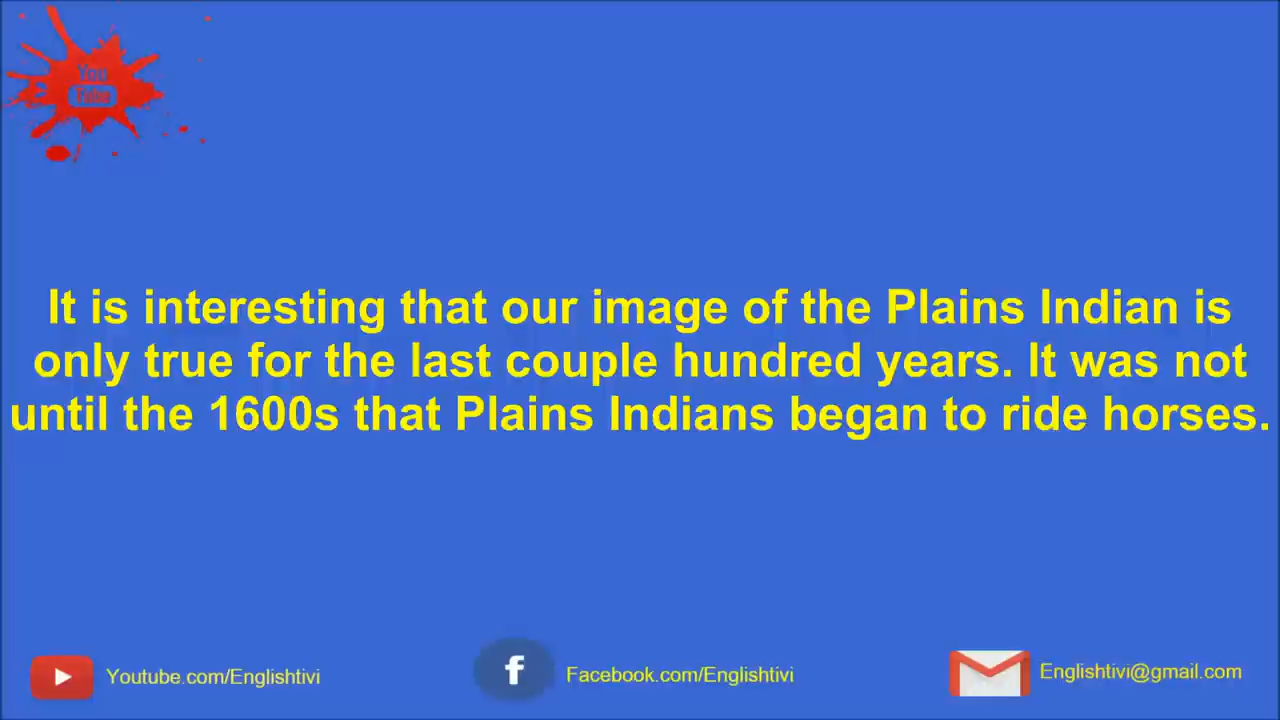 You
Tube
It is interesting that our image of the Plains Indian is
only true for the last couple hundred years. It was not
until the 1600s that Plains Indians began to ride horses.
Youtube.com/Englishtivi
f
Facebook.com/Englishtivi
Englishtivi@gmail.com